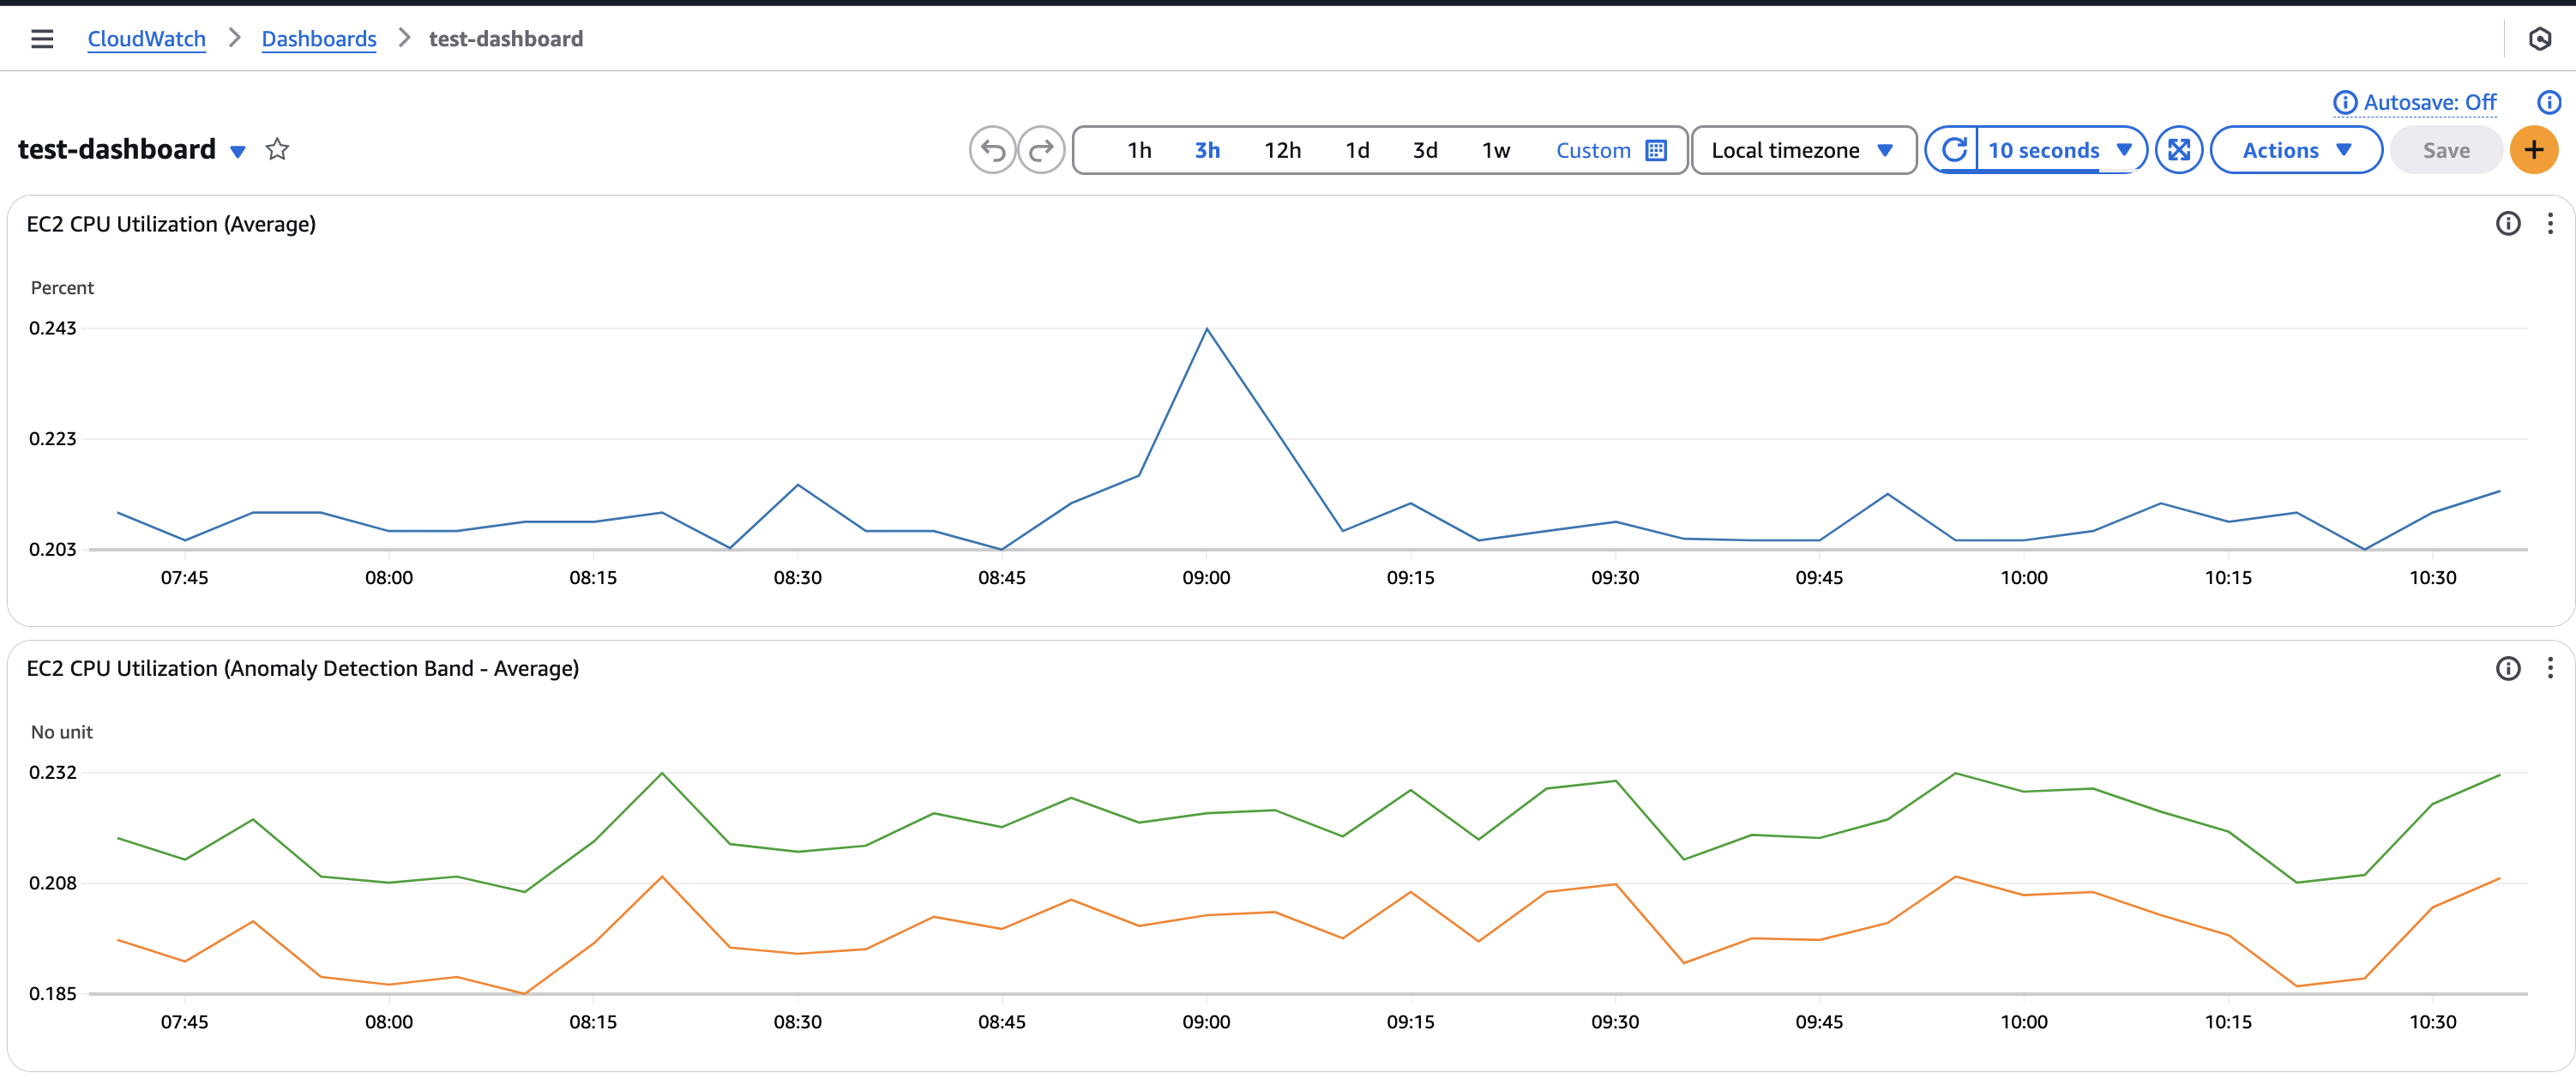 CloudWatch > Dashboards > test-dashboard
Autosave: Off
test-dashboard 1h 3h 12h 1d 3d 1w Custom Local timezone 10 seconds Actions Save +
EC2 CPU Utilization (Average)
Percent
0.243
0.223
0.203
07:45 08:00 08:15 08:30 08:45 09:00 09:15 09:30 09:45 10:00 10:15 10:30
EC2 CPU Utilization (Anomaly Detection Band - Average)
No unit
0.232
0.208
0.185
07:45 08:00 08:15 08:30 08:45 09:00 09:15 09:30 09:45 10:00 10:15 10:30